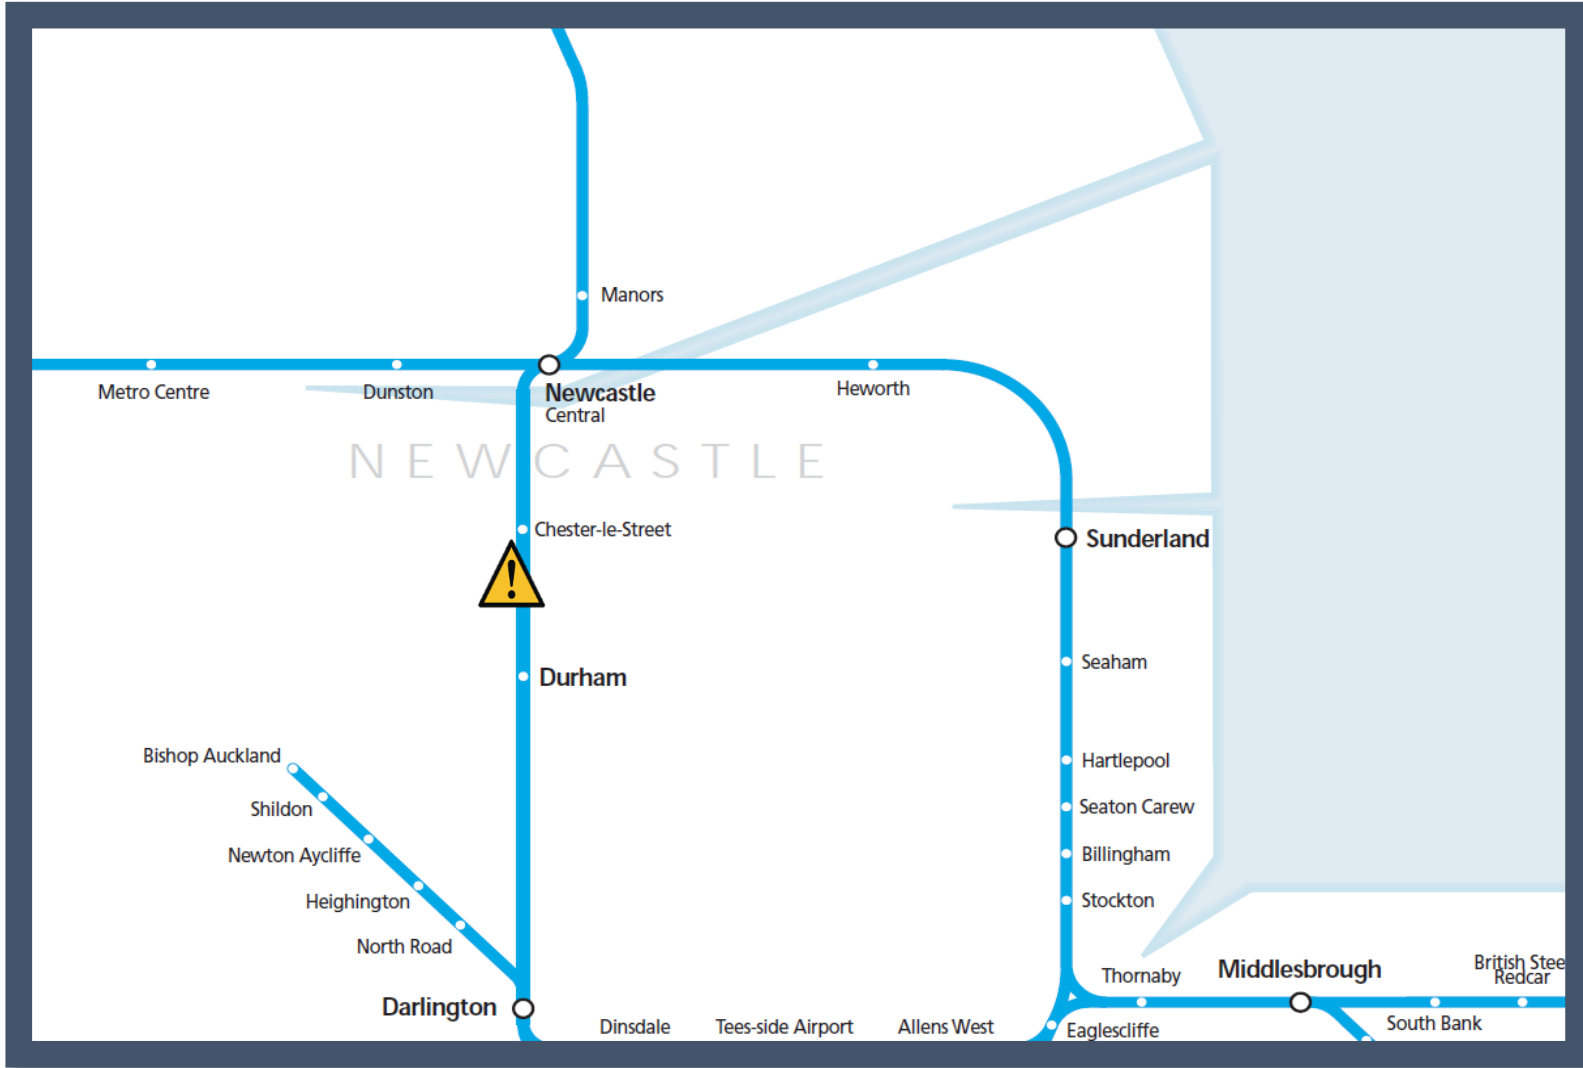 Manors
Metro Centre
Dunston
Newcastle
Central
Heworth
NEWCASTLE
Chester-le-Street
!
Sunderland
Durham
Seaham
Bishop Auckland
Hartlepool
Shildon
Seaton Carew
Newton Aycliffe
Billingham
Heighington
Stockton
North Road
Thornaby
Middlesbrough
British Stee
Redcar
Darlington
Dinsdale
Tees-side Airport
Allens West
Eaglescliffe
South Bank